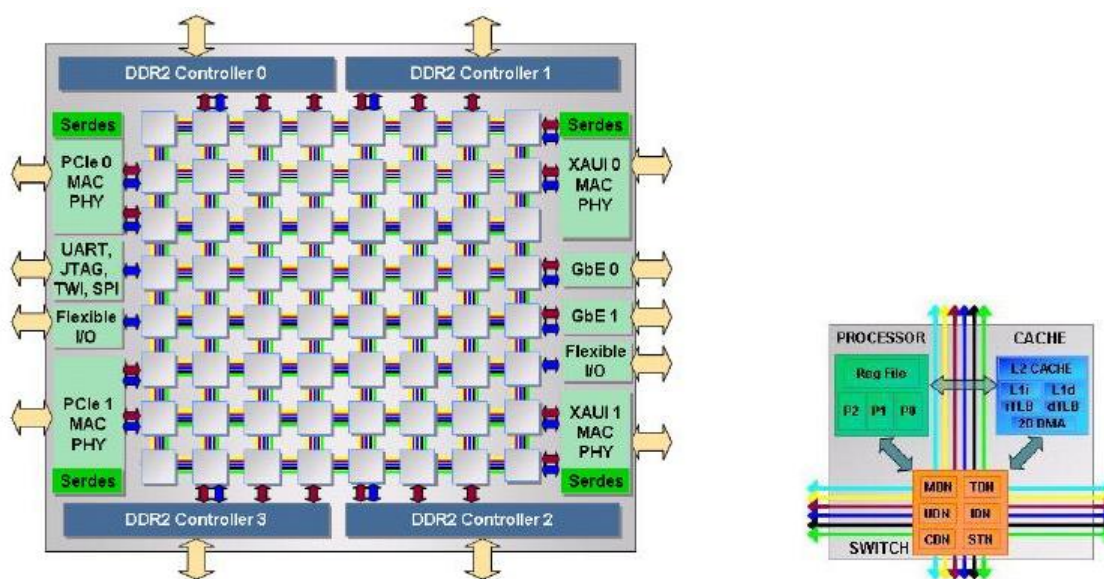 DDR2 Controller 0
DDR2 Controller 1
Serdes
PCIe 0
MAC
PHY
UART,
JTAG,
TWI, SPI
Flexible
I/O
PCIe 1
MAC
PHY
Serdes
Serdes
XAUI 0
MAC
PHY
GbE 0
GbE 1
Flexible
I/O
XAUI 1
MAC
PHY
Serdes
DDR2 Controller 3
DDR2 Controller 2
PROCESSOR
Reg File
P2 P1 P0
CACHE
L2 CACHE
L1i L1d
ITLB dTLB
2D DMA
MDN TDN
UDN IDN
CDN STN
SWITCH